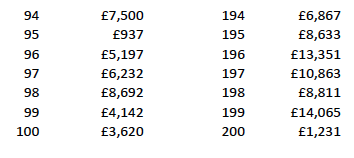 94 £7,500 194 £6,867
95 £937 195 £8,633
96 £5,197 196 £13,351
97 £6,232 197 £10,863
98 £8,692 198 £8,811
99 £4,142 199 £14,065
100 £3,620 200 £1,231